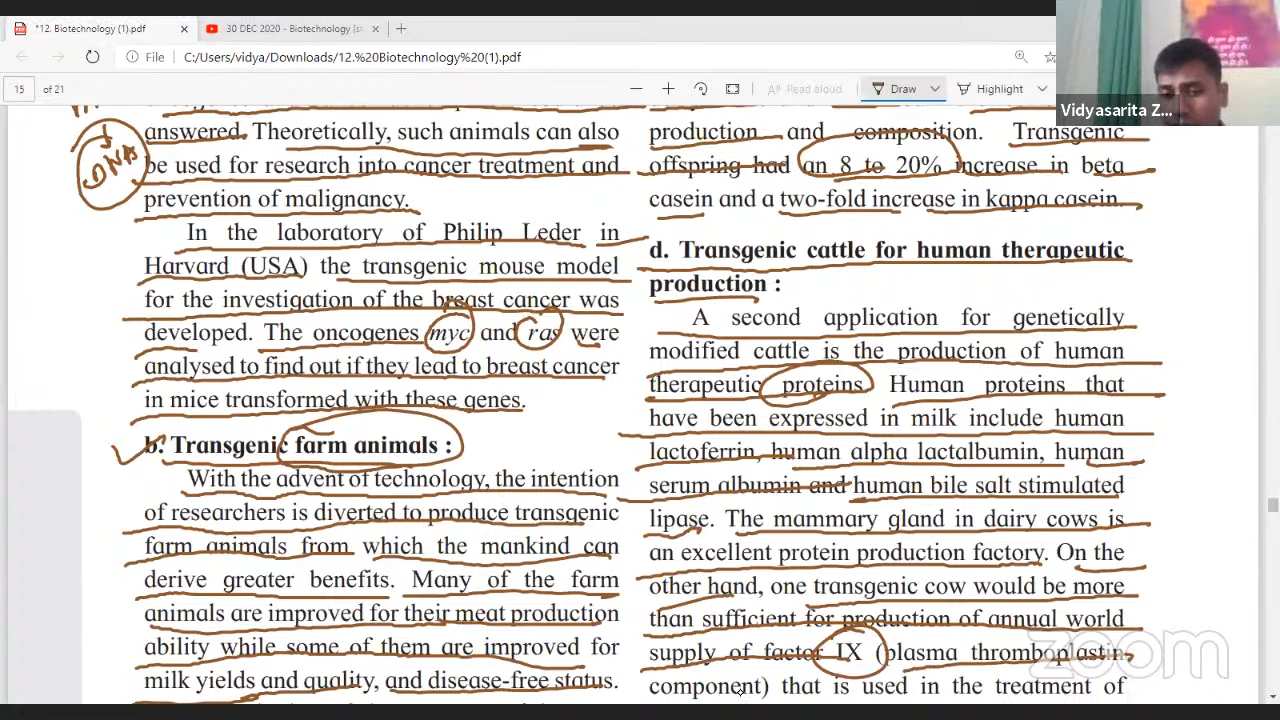 *12. Biotechnology (1).pdf
30 DEC 2020 - Biotechnology (s
File
C:/Users/vidya/Downloads/12.%20Biotechnology%20(1).pdf
15 of 21
Read aloud
Draw
Highlight
Vidyasarita Z...
DNA
answered. Theoretically, such animals can also
be used for research into cancer treatment and
prevention of malignancy.
In the laboratory of Philip Leder in
Harvard (USA) the transgenic mouse model
for the investigation of the breast cancer was
developed. The oncogenes myc and ras were
analysed to find out if they lead to breast cancer
in mice transformed with these genes.
b. Transgenic farm animals :
With the advent of technology, the intention
of researchers is diverted to produce transgenic
farm animals from which the mankind can
derive greater benefits. Many of the farm
animals are improved for their meat production
ability while some of them are improved for
milk yields and quality, and disease-free status.
production and composition. Transgenic
offspring had an 8 to 20% increase in beta
casein and a two-fold increase in kappa casein.
d. Transgenic cattle for human therapeutic
production :
A second application for genetically
modified cattle is the production of human
therapeutic proteins. Human proteins that
have been expressed in milk include human
lactoferrin, human alpha lactalbumin, human
serum albumin and human bile salt stimulated
lipase. The mammary gland in dairy cows is
an excellent protein production factory. On the
other hand, one transgenic cow would be more
than sufficient for production of annual world
supply of factor IX (plasma thromboplastin
component) that is used in the treatment of
zoom